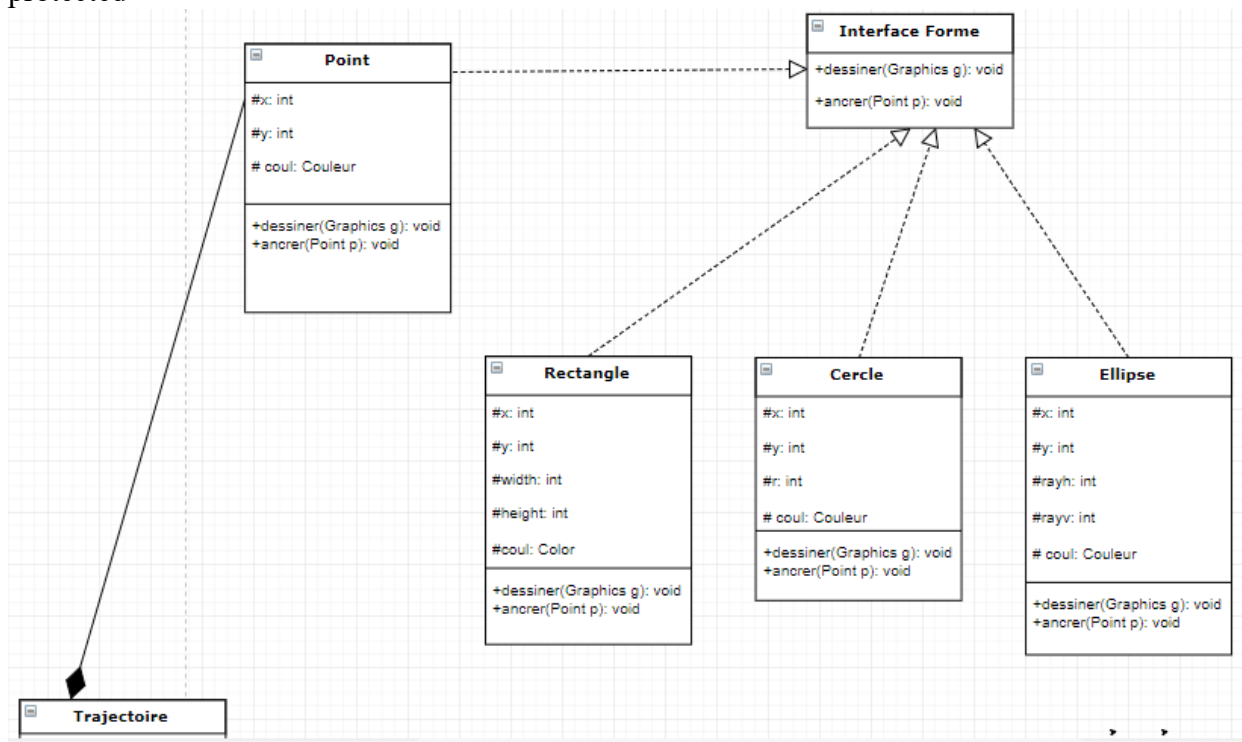 protected
Interface Forme
+dessiner(Graphics g): void
+ancrer(Point p): void
Point
#x: int
#y: int
# coul: Couleur
+dessiner(Graphics g): void
+ancrer(Point p): void
Rectangle
#x: int
#y: int
#width: int
#height: int
#coul: Color
+dessiner(Graphics g): void
+ancrer(Point p): void
Cercle
#x: int
#y: int
#r: int
# coul: Couleur
+dessiner(Graphics g): void
+ancrer(Point p): void
Ellipse
#x: int
#y: int
#rayh: int
#rayv: int
# coul: Couleur
+dessiner(Graphics g): void
+ancrer(Point p): void
Trajectoire